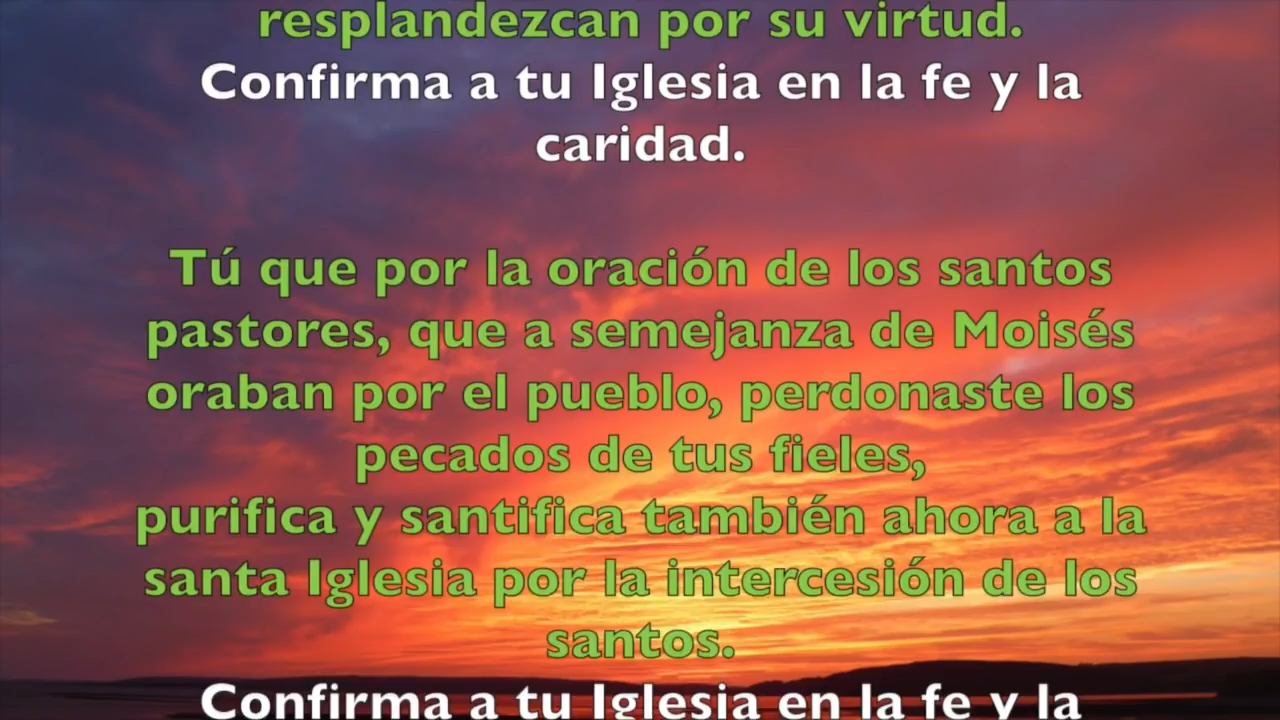 resplandezcan por su virtud.
Confirma a tu Iglesia en la fe y la
caridad.
Tú que por la oración de los santos
pastores, que a semejanza de Moisés
oraban por el pueblo, perdonaste los
pecados de tus fieles,
purifica y santifica también ahora a la
santa Iglesia por la intercesión de los
santos.
Confirma a tu Iglesia en la fe y la